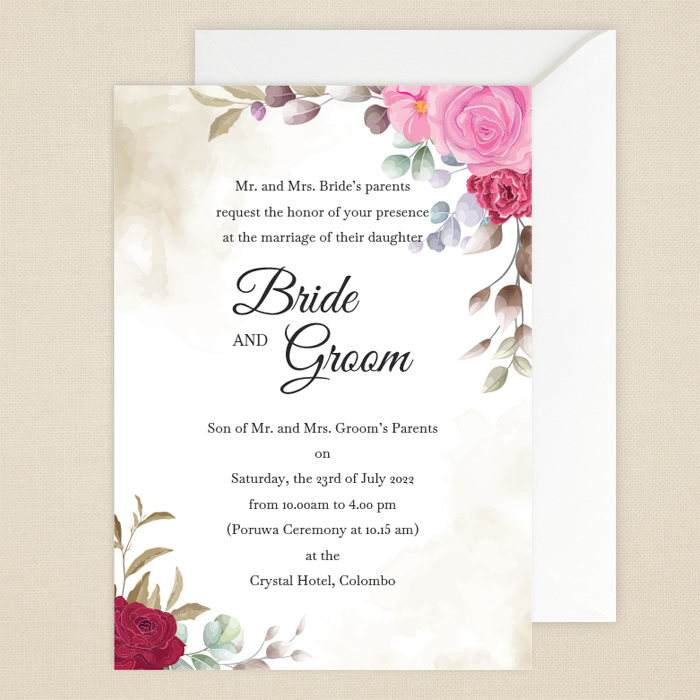 Mr. and Mrs. Bride's parents
request the honor of your presence
at the marriage of their daughter
Bride
AND
Groom
Son of Mr. and Mrs. Groom's Parents
on
Saturday, the 23rd of July 2022
from 10.00am to 4.00 pm
(Poruwa Ceremony at 10.15 am)
at the
Crystal Hotel, Colombo